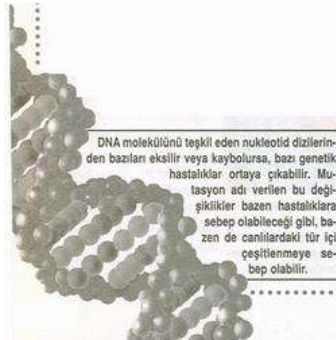 DNA molekülünü teşkil eden nukleotid dizilerin-
den bazıları eksilir veya kaybolursa, bazı genetik
hastalıklar ortaya çıkabilir. Mu-
tasyon adı verilen bu deği-
şiklikler bazen hastalıklara
sebep olabileceği gibi, ba-
zen de canlılardaki tür içi
çeşitlenmeye se-
bep olabilir.